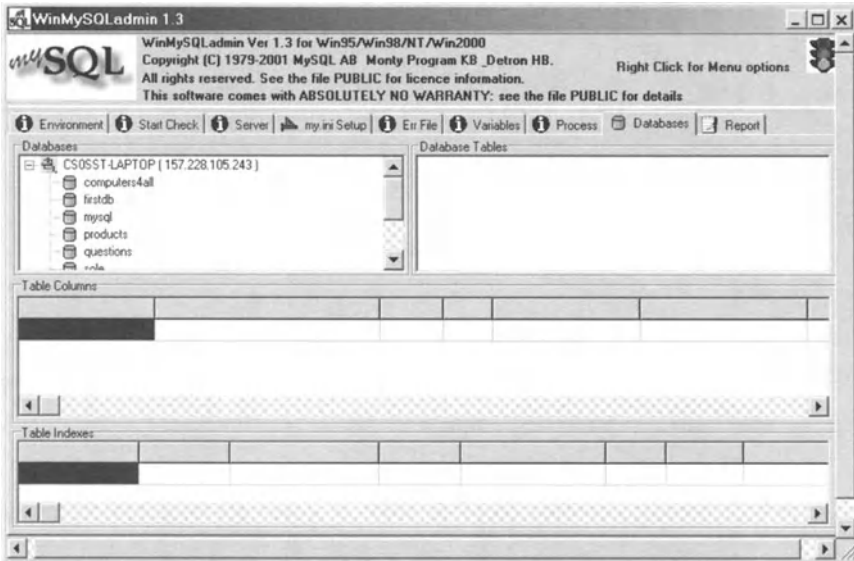 WinMySQLadmin 1.3
mySQL
WinMySQLadmin Ver 1.3 for Win95/Win98/NT/Win2000
Copyright (C) 1979-2001 MySQL AB Monty Program KB _Detron HB.
All rights reserved. See the file PUBLIC for licence information.
This software comes with ABSOLUTELY NO WARRANTY: see the file PUBLIC for details
Right Click for Menu options
Environment Start Check Server my.ini Setup Err File Variables Process Databases Report
Databases
CS0SST-LAPTOP ( 157.228.105.243 )
computers4all
firstdb
mysql
products
questions
Database Tables
Table Columns
Table Indexes